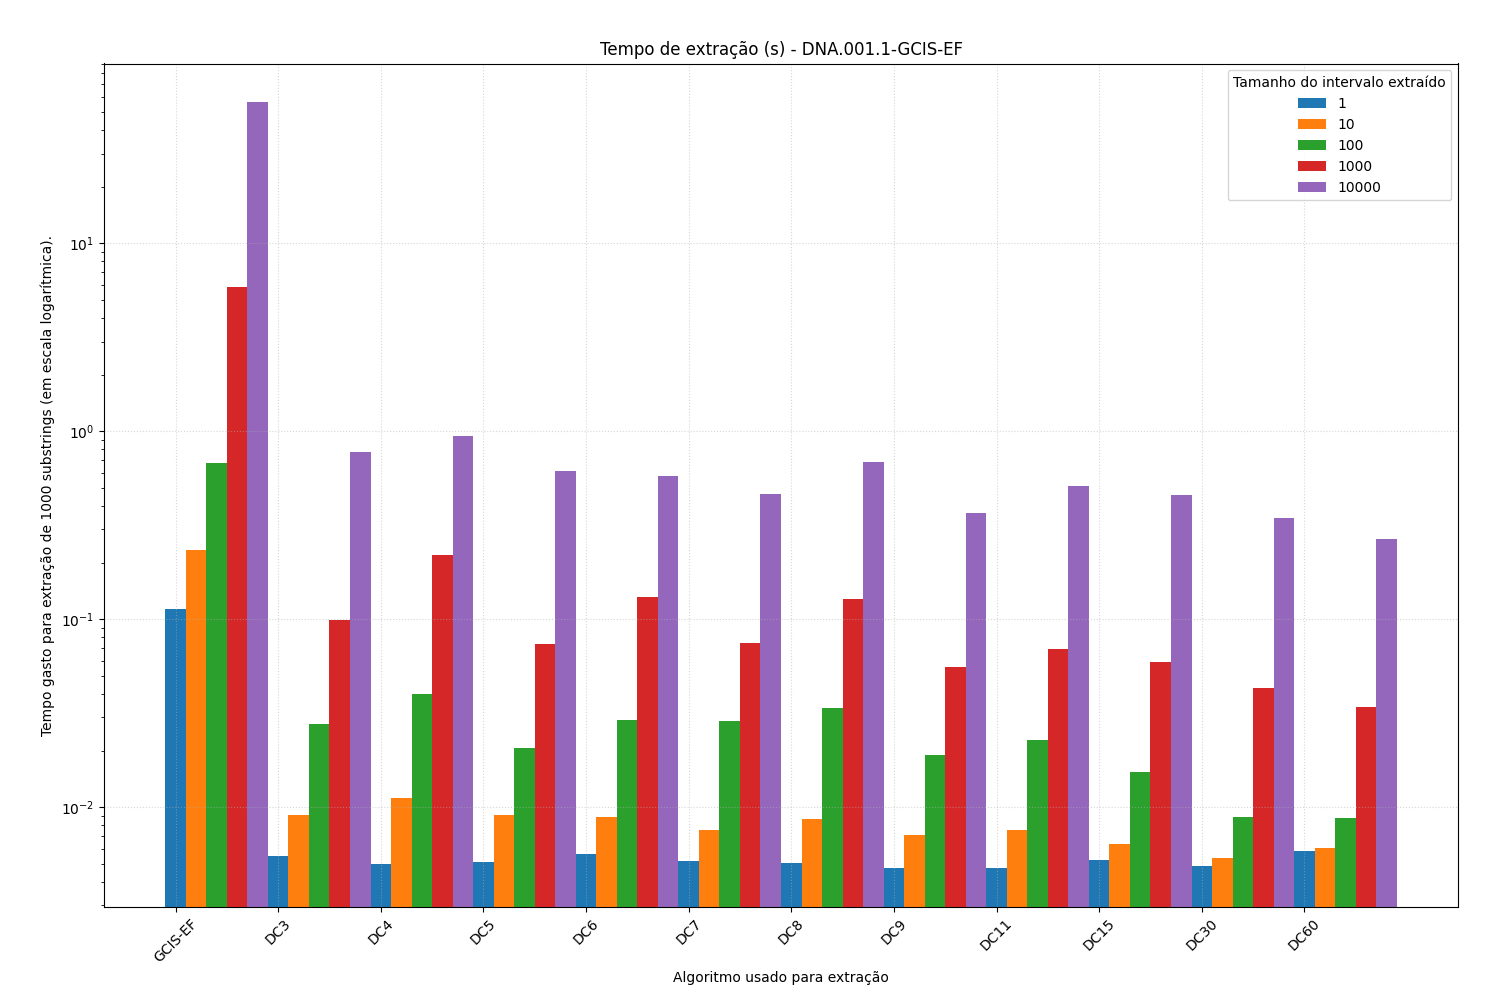 Tempo de extração (s) - DNA.001.1-GCIS-EF
Tamanho do intervalo extraído
1
10
100
1000
10000
Tempo gasto para extração de 1000 substrings (em escala logarítmica).
10¹
10⁰
10⁻¹
10⁻²
GCIS-EF DC3 DC4 DC5 DC6 DC7 DC8 DC9 DC11 DC15 DC30 DC60
Algoritmo usado para extração